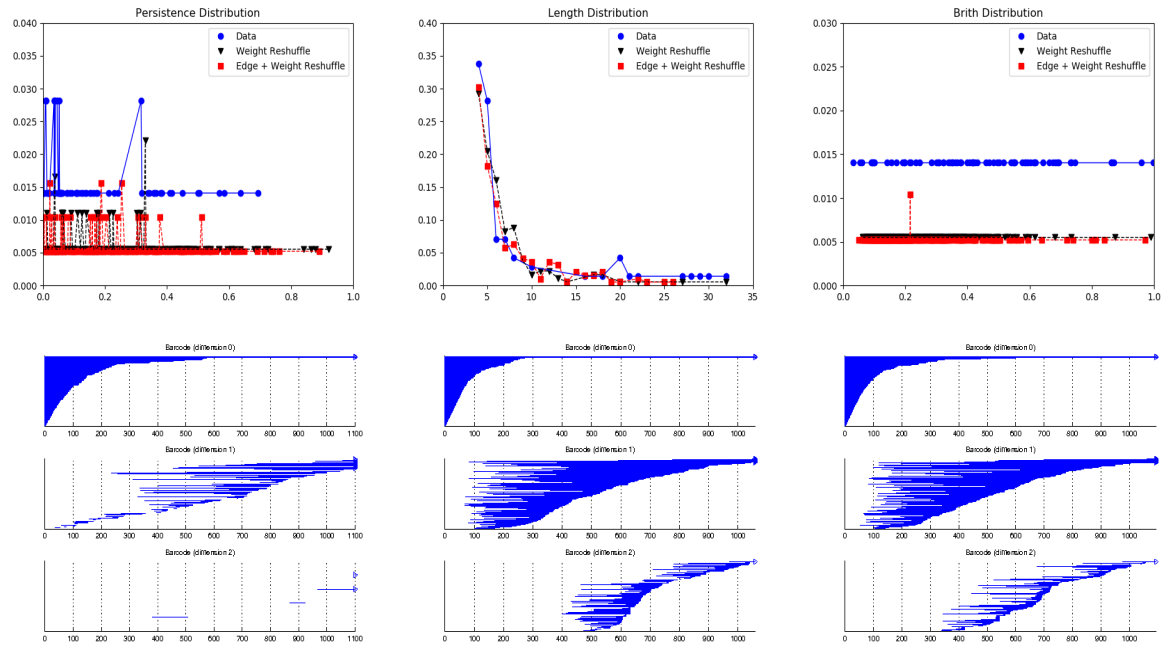 Persistence Distribution
0.040
0.035
0.030
0.025
0.020
0.015
0.010
0.005
0.000
0.0 0.2 0.4 0.6 0.8 1.0
Data
Weight Reshuffle
Edge + Weight Reshuffle
Length Distribution
0.40
0.35
0.30
0.25
0.20
0.15
0.10
0.05
0.00
0 5 10 15 20 25 30 35
Data
Weight Reshuffle
Edge + Weight Reshuffle
Brith Distribution
0.030
0.025
0.020
0.015
0.010
0.005
0.000
0.0 0.2 0.4 0.6 0.8 1.0
Data
Weight Reshuffle
Edge + Weight Reshuffle
Barcode (dimension 0)
0 100 200 300 400 500 600 700 800 900 1000 1100
Barcode (dimension 0)
0 100 200 300 400 500 600 700 800 900 1000
Barcode (dimension 0)
0 100 200 300 400 500 600 700 800 900 1000
Barcode (dimension 1)
0 100 200 300 400 500 600 700 800 900 1000 1100
Barcode (dimension 1)
0 100 200 300 400 500 600 700 800 900 1000
Barcode (dimension 1)
0 100 200 300 400 500 600 700 800 900 1000
Barcode (dimension 2)
0 100 200 300 400 500 600 700 800 900 1000 1100
Barcode (dimension 2)
0 100 200 300 400 500 600 700 800 900 1000
Barcode (dimension 2)
0 100 200 300 400 500 600 700 800 900 1000